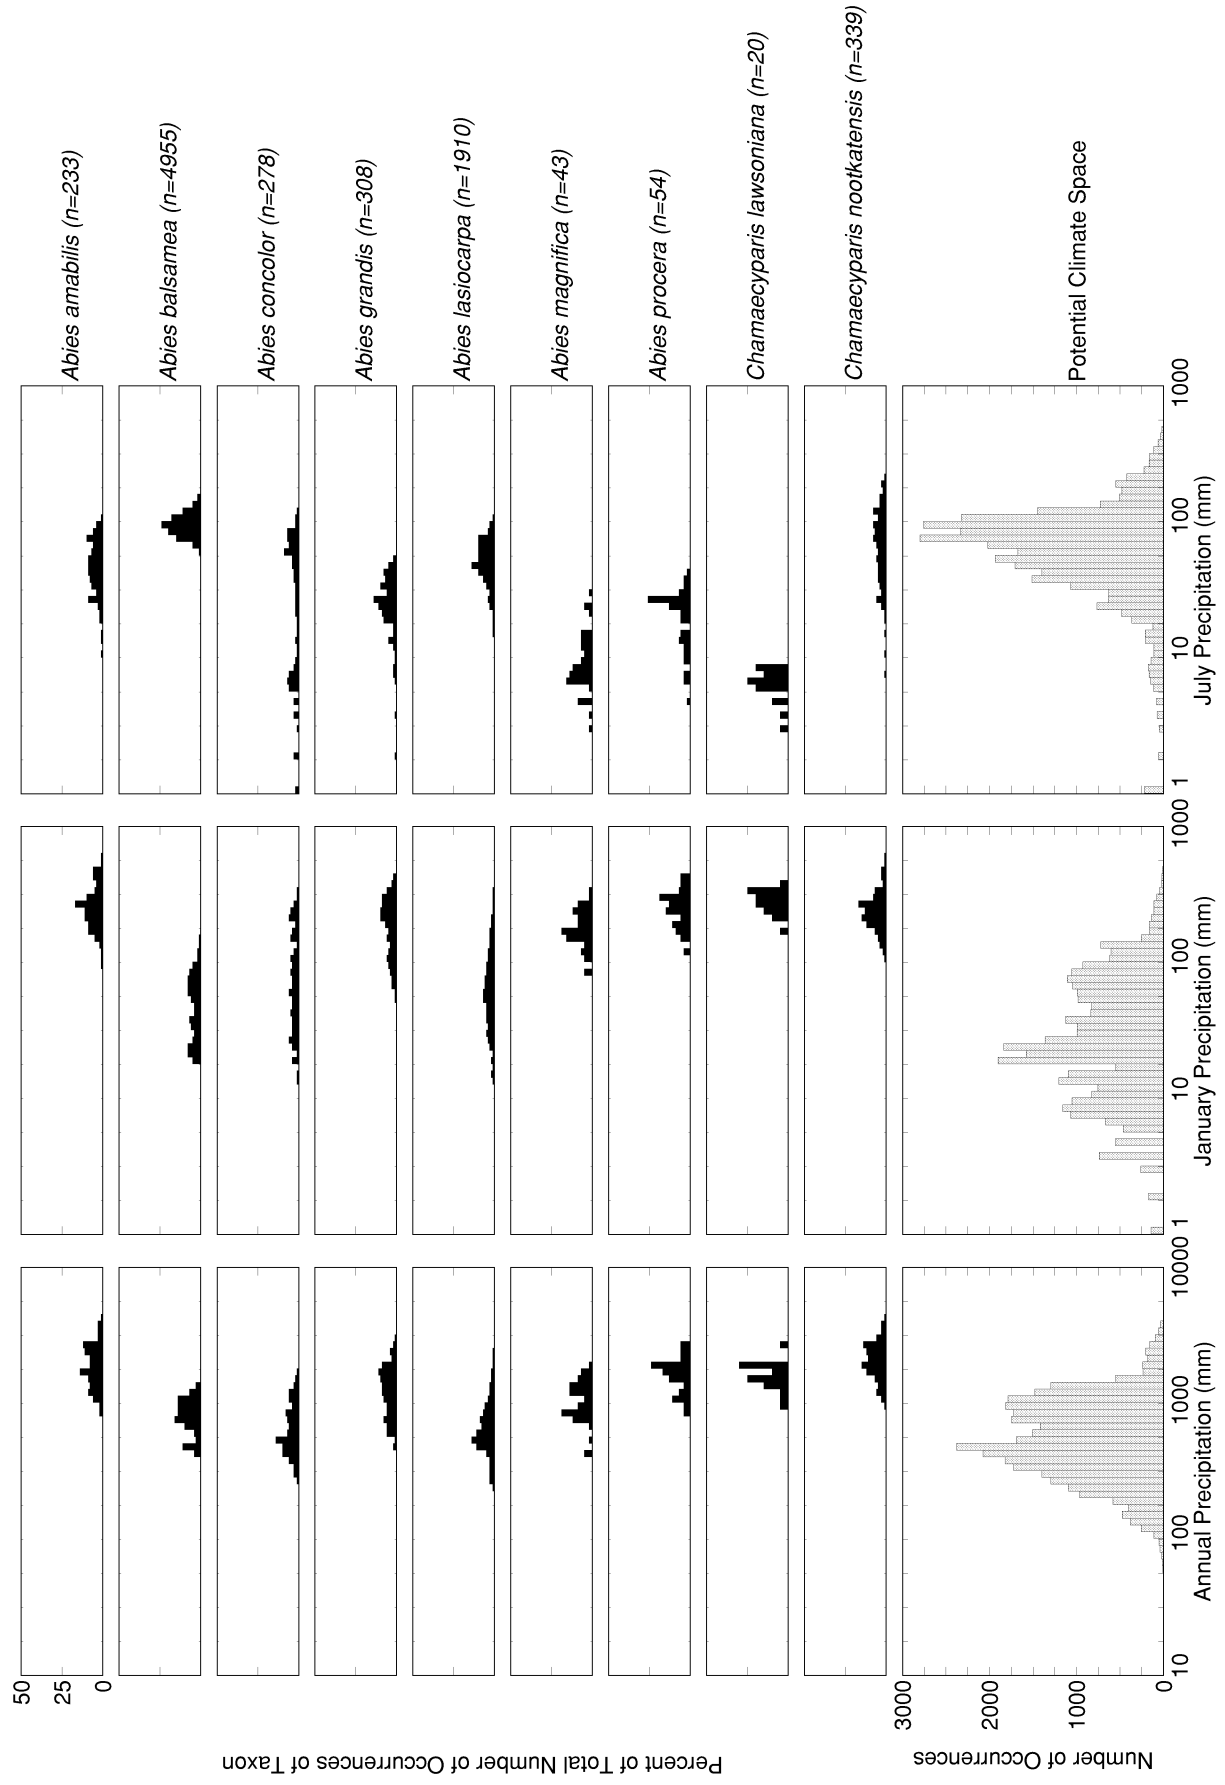 Percent of Total Number of Occurrences of Taxon
50
25
0
Abies amabilis (n=233)
Abies balsamea (n=4955)
Abies concolor (n=278)
Abies grandis (n=308)
Abies lasiocarpa (n=1910)
Abies magnifica (n=43)
Abies procera (n=54)
Chamaecyparis lawsoniana (n=20)
Chamaecyparis nootkatensis (n=339)
Number of Occurrences
3000
2000
1000
0
Potential Climate Space
10 100 1000 10000
Annual Precipitation (mm)
1 10 100 1000
January Precipitation (mm)
1 10 100 1000
July Precipitation (mm)